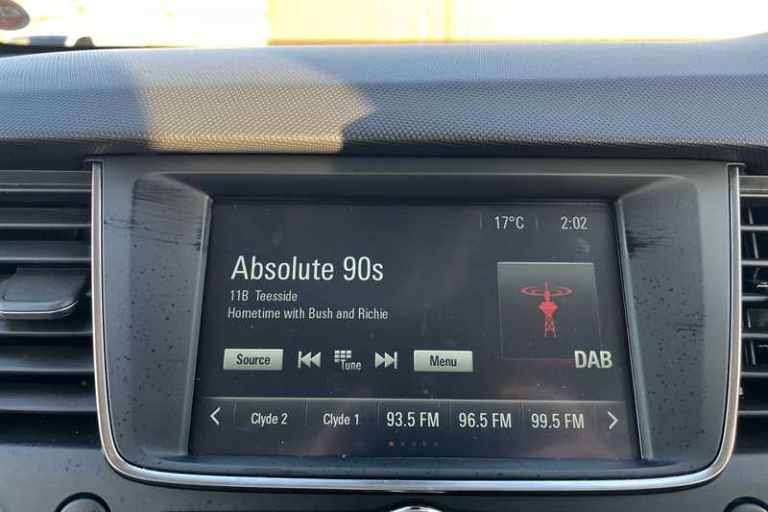 17°C 2:02
Absolute 90s
11B Teesside
Hometime with Bush and Richie
Source Tune Menu
DAB
Clyde 2 Clyde 1 93.5 FM 96.5 FM 99.5 FM